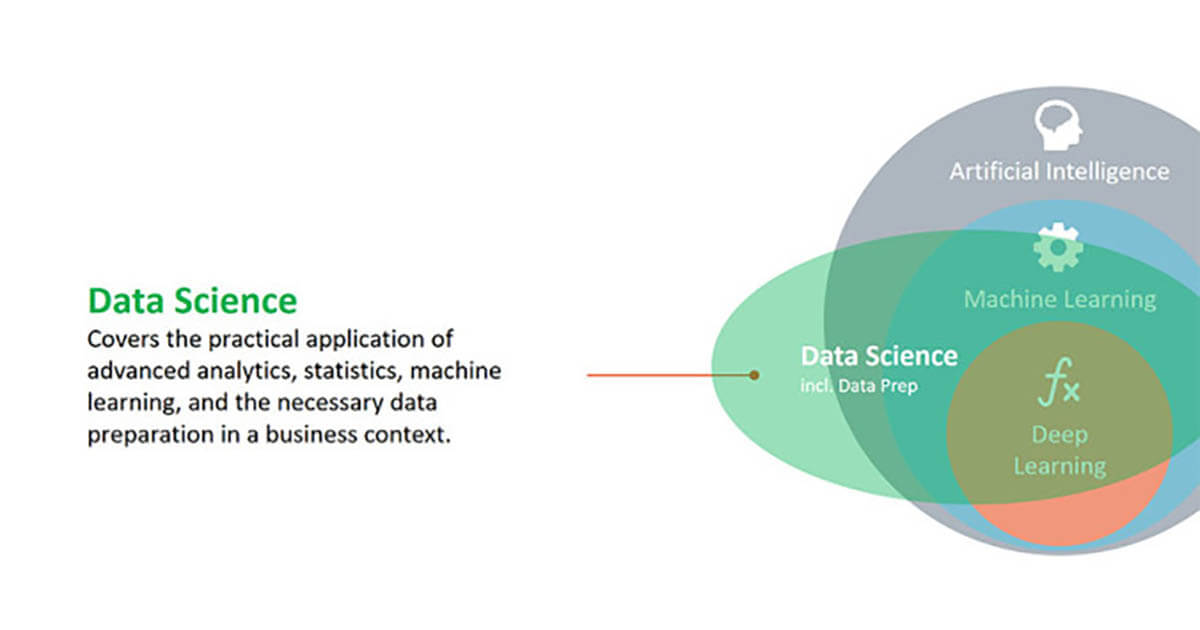 Data Science
Covers the practical application of
advanced analytics, statistics, machine
learning, and the necessary data
preparation in a business context.
Artificial Intelligence
Machine Learning
Data Science
incl. Data Prep
fx
Deep
Learning